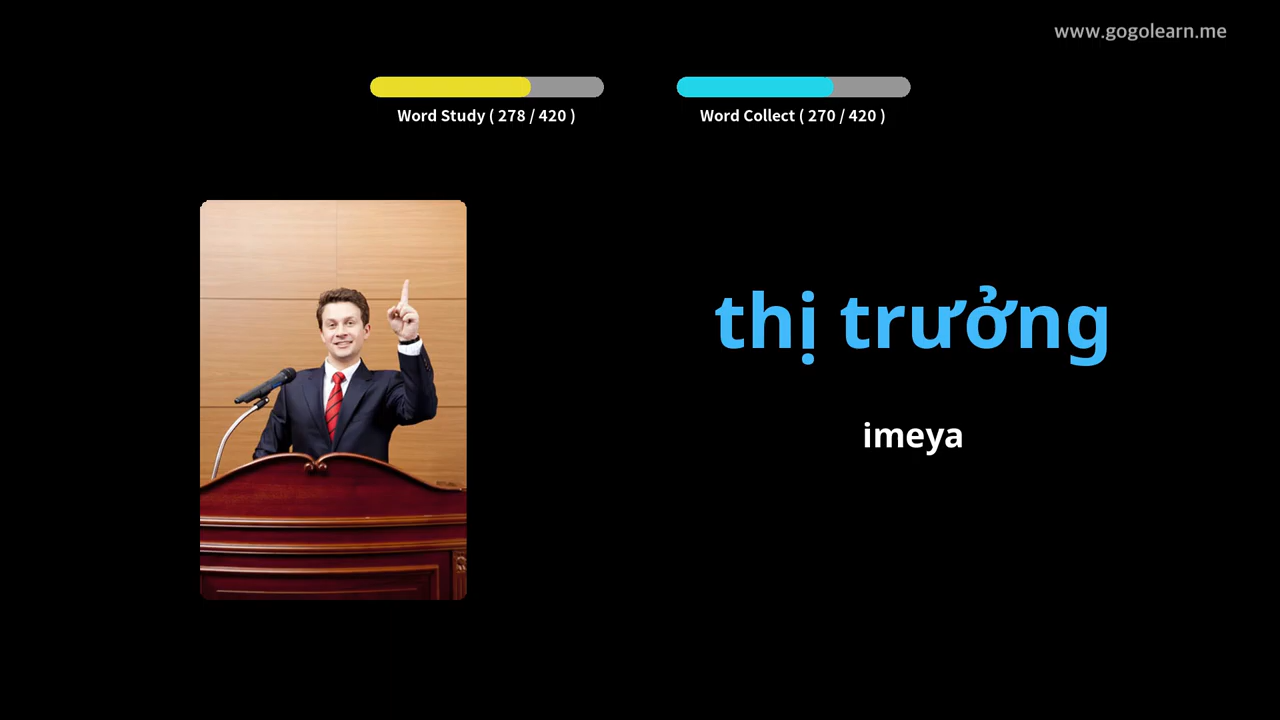 www.gogolearn.me
Word Study ( 278 / 420 )
Word Collect ( 270 / 420 )
thị trưởng
imeya